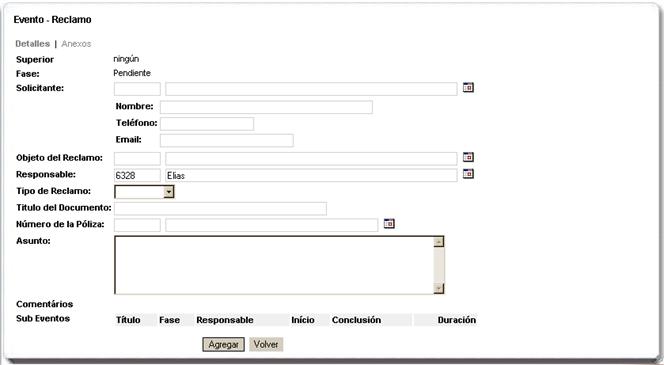 Evento - Reclamo
Detalles | Anexos
Superior ningún
Fase: Pendiente
Solicitante:
Nombre:
Teléfono:
Email:
Objeto del Reclamo:
Responsable: 6328 Elias
Tipo de Reclamo:
Titulo del Documento:
Número de la Póliza:
Asunto:
Comentários
Sub Eventos Título Fase Responsable Início Conclusión Duración
Agregar Volver